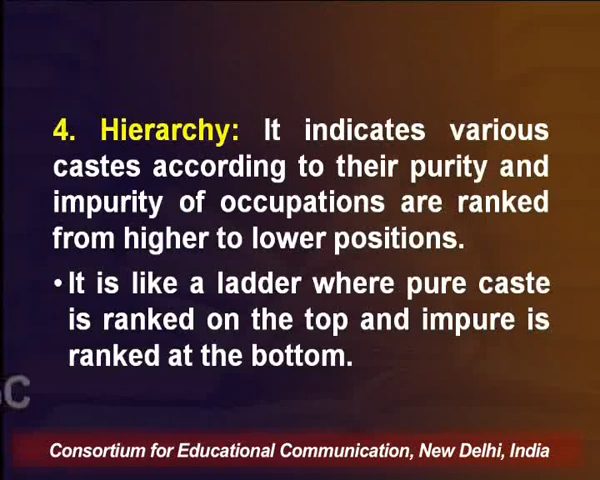 4. Hierarchy: It indicates various
castes according to their purity and
impurity of occupations are ranked
from higher to lower positions.
• It is like a ladder where pure caste
is ranked on the top and impure is
ranked at the bottom.
C
Consortium for Educational Communication, New Delhi, India